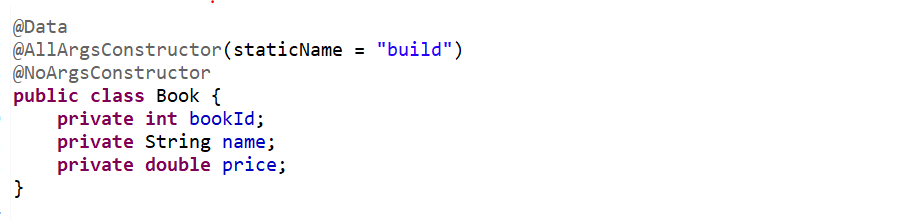 @Data
@AllArgsConstructor(staticName = "build")
@NoArgsConstructor
public class Book {
    private int bookId;
    private String name;
    private double price;
}